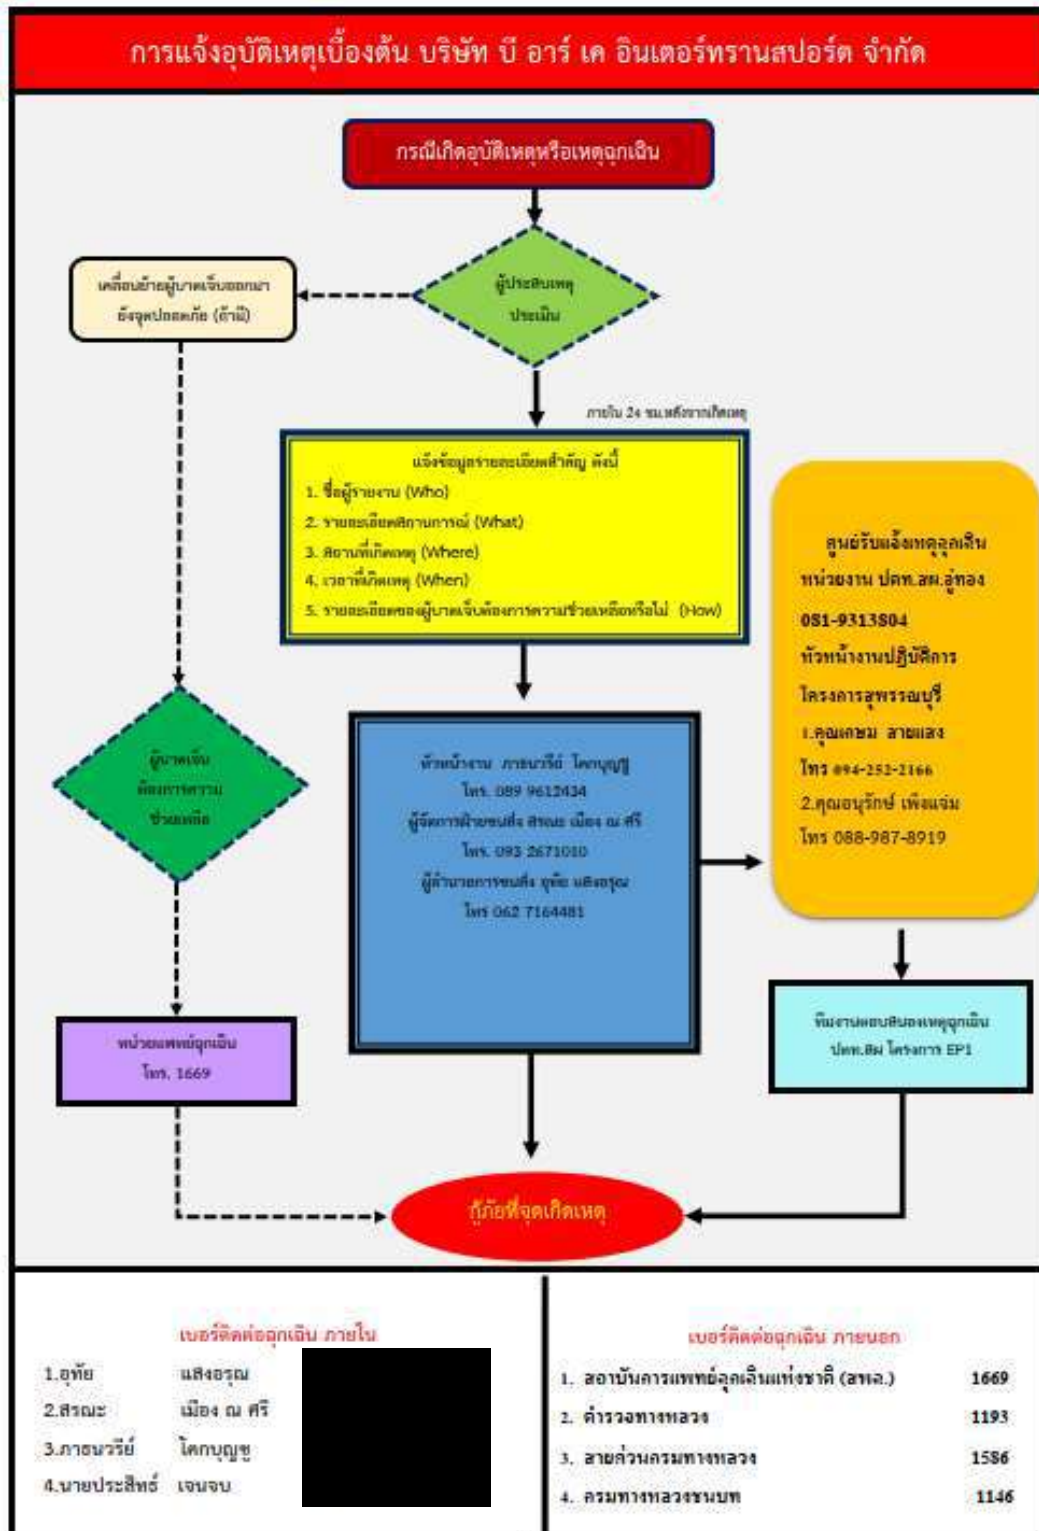 การแจ้งอุบัติเหตุเบื้องต้น บริษัท บี อาร์ เค อินเตอร์ทรานสปอร์ต จำกัด
กรณีเกิดอุบัติเหตุหรือเหตุฉุกเฉิน
ผู้ประสบเหตุ
ประเมิน
เคลื่อนย้ายผู้บาดเจ็บออกมา
ยังจุดปลอดภัย (ถ้ามี)
ภายใน 24 ชม.หลังจากเกิดเหตุ
แจ้งข้อมูลรายละเอียดสำคัญ ดังนี้
1. ชื่อผู้รายงาน (Who)
2. รายละเอียดสถานการณ์ (What)
3. สถานที่เกิดเหตุ (Where)
4. เวลาที่เกิดเหตุ (When)
5. รายละเอียดของผู้บาดเจ็บต้องการความช่วยเหลือหรือไม่ (How)
ศูนย์รับแจ้งเหตุฉุกเฉิน
หน่วยงาน ปตท.สผ.อู่ทอง
081-9313804
หัวหน้างานปฏิบัติการ
โครงการสุพรรณบุรี
1.คุณเกษม สายแสง
โทร 094-252-2166
2.คุณอนุรักษ์ เพ็งแจ่ม
โทร 088-987-8919
ผู้บาดเจ็บ
ต้องการความ
ช่วยเหลือ
หัวหน้างาน ภาธนวรีย์ โคกบุญชู
โทร. 089 9612434
ผู้จัดการฝ่ายขนส่ง สรณะ เมือง ณ ศรี
โทร. 093 2671010
ผู้อำนวยการขนส่ง อุทัย แสงอรุณ
โทร 062 7164481
หน่วยแพทย์ฉุกเฉิน
โทร. 1669
ทีมงานตอบสนองเหตุฉุกเฉิน
ปตท.สผ โครงการ EP1
กู้ภัยที่จุดเกิดเหตุ
เบอร์ติดต่อฉุกเฉิน ภายใน
1.อุทัย แสงอรุณ
2.สรณะ เมือง ณ ศรี
3.ภาธนวรีย์ โคกบุญชู
4.นายประสิทธ์ เจนจบ
เบอร์ติดต่อฉุกเฉิน ภายนอก
1. สถาบันการแพทย์ฉุกเฉินแห่งชาติ (สพฉ.) 1669
2. ตำรวจทางหลวง 1193
3. สายด่วนกรมทางหลวง 1586
4. กรมทางหลวงชนบท 1146